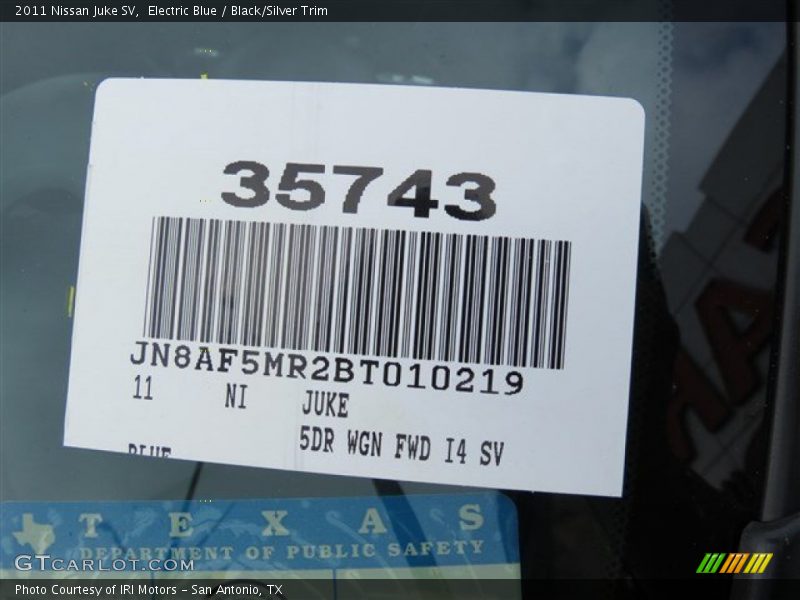 2011 Nissan Juke SV,  Electric Blue / Black/Silver Trim
35743
JN8AF5MR2BT010219
11 NI JUKE
5DR WGN FWD I4 SV
BLUE
TEXAS
DEPARTMENT OF PUBLIC SAFETY
GTcarlot.com
Photo Courtesy of IRI Motors - San Antonio, TX